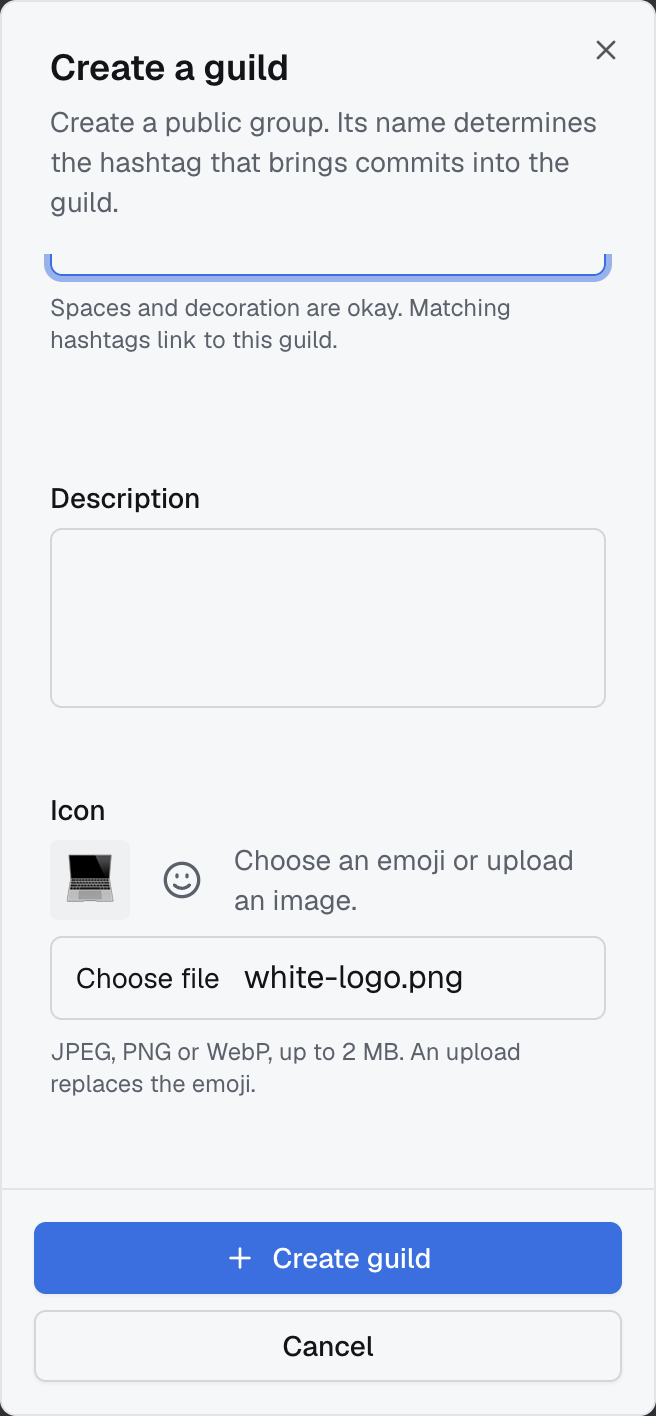 Create a guild
Create a public group. Its name determines
the hashtag that brings commits into the
guild.
Spaces and decoration are okay. Matching
hashtags link to this guild.
Description
Icon
Choose an emoji or upload
an image.
Choose file white-logo.png
JPEG, PNG or WebP, up to 2 MB. An upload
replaces the emoji.
Create guild
Cancel